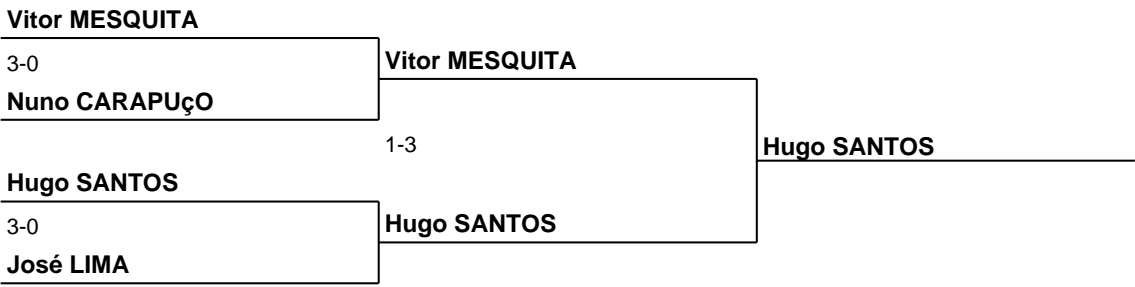 Vitor MESQUITA
3-0
Vitor MESQUITA
Nuno CARAPUçO
1-3
Hugo SANTOS
Hugo SANTOS
3-0
Hugo SANTOS
José LIMA